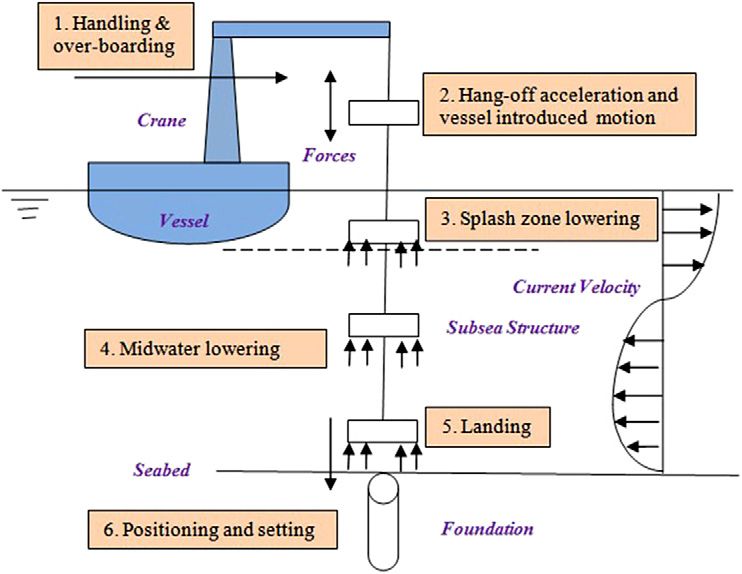 1. Handling &
over-boarding
2. Hang-off acceleration and
vessel introduced motion
Crane
Forces
Vessel
3. Splash zone lowering
Current Velocity
Subsea Structure
4. Midwater lowering
5. Landing
Seabed
6. Positioning and setting
Foundation